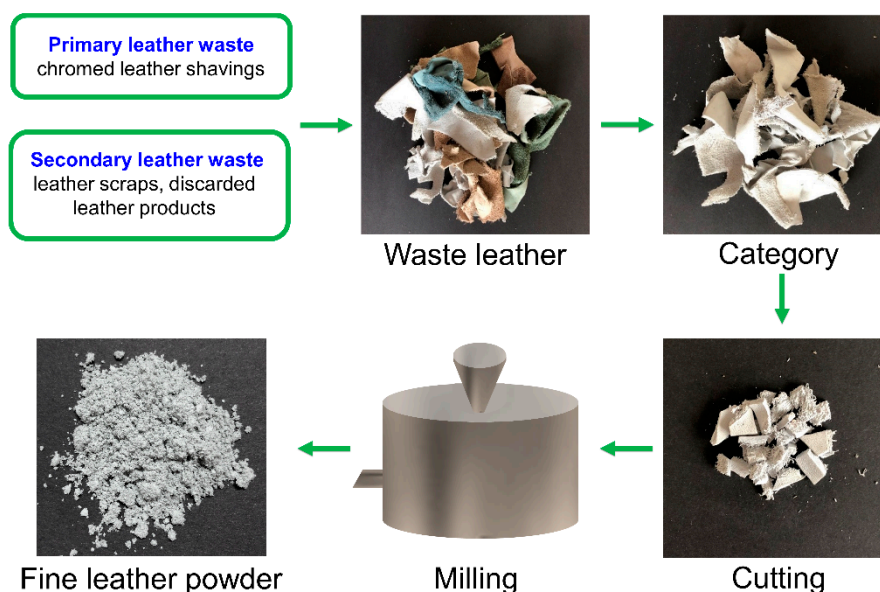 Primary leather waste
chromed leather shavings
Secondary leather waste
leather scraps, discarded
leather products
Waste leather
Category
Cutting
Milling
Fine leather powder